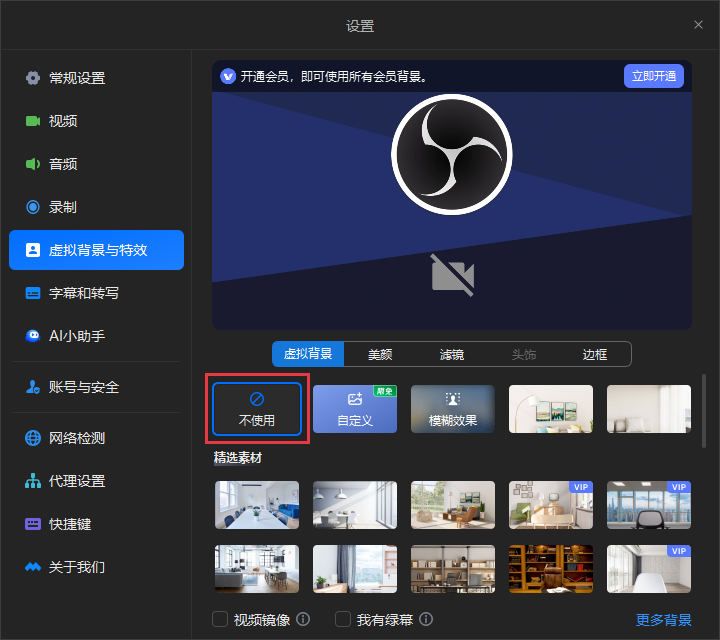 设置
常规设置
视频
音频
录制
虚拟背景与特效
字幕和转写
AI小助手
账号与安全
网络检测
代理设置
快捷键
关于我们
开通会员，即可使用所有会员背景。
立即开通
虚拟背景
美颜
滤镜
头饰
边框
不使用
限免
自定义
模糊效果
精选素材
VIP
VIP
VIP
视频镜像
我有绿幕
更多背景